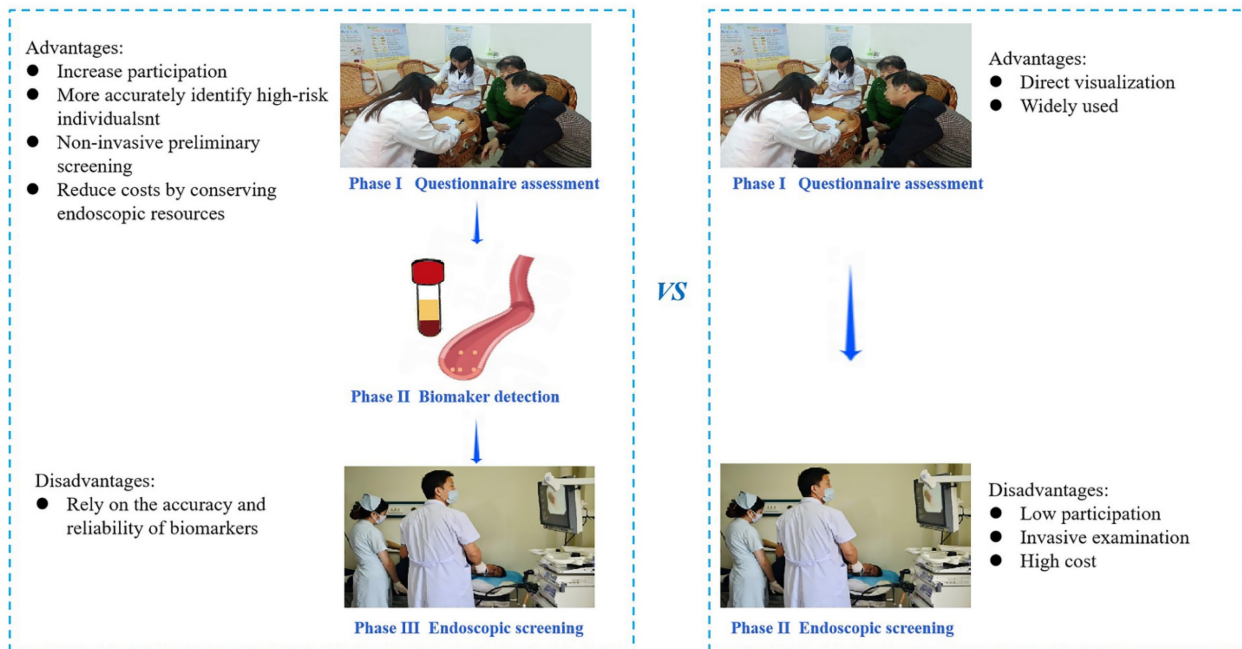 Advantages:
● Increase participation
● More accurately identify high-risk
individualsnt
● Non-invasive preliminary
screening
● Reduce costs by conserving
endoscopic resources
Phase I Questionnaire assessment
Phase II Biomaker detection
Disadvantages:
● Rely on the accuracy and
reliability of biomarkers
Phase III Endoscopic screening
VS
Advantages:
● Direct visualization
● Widely used
Phase I Questionnaire assessment
Disadvantages:
● Low participation
● Invasive examination
● High cost
Phase II Endoscopic screening